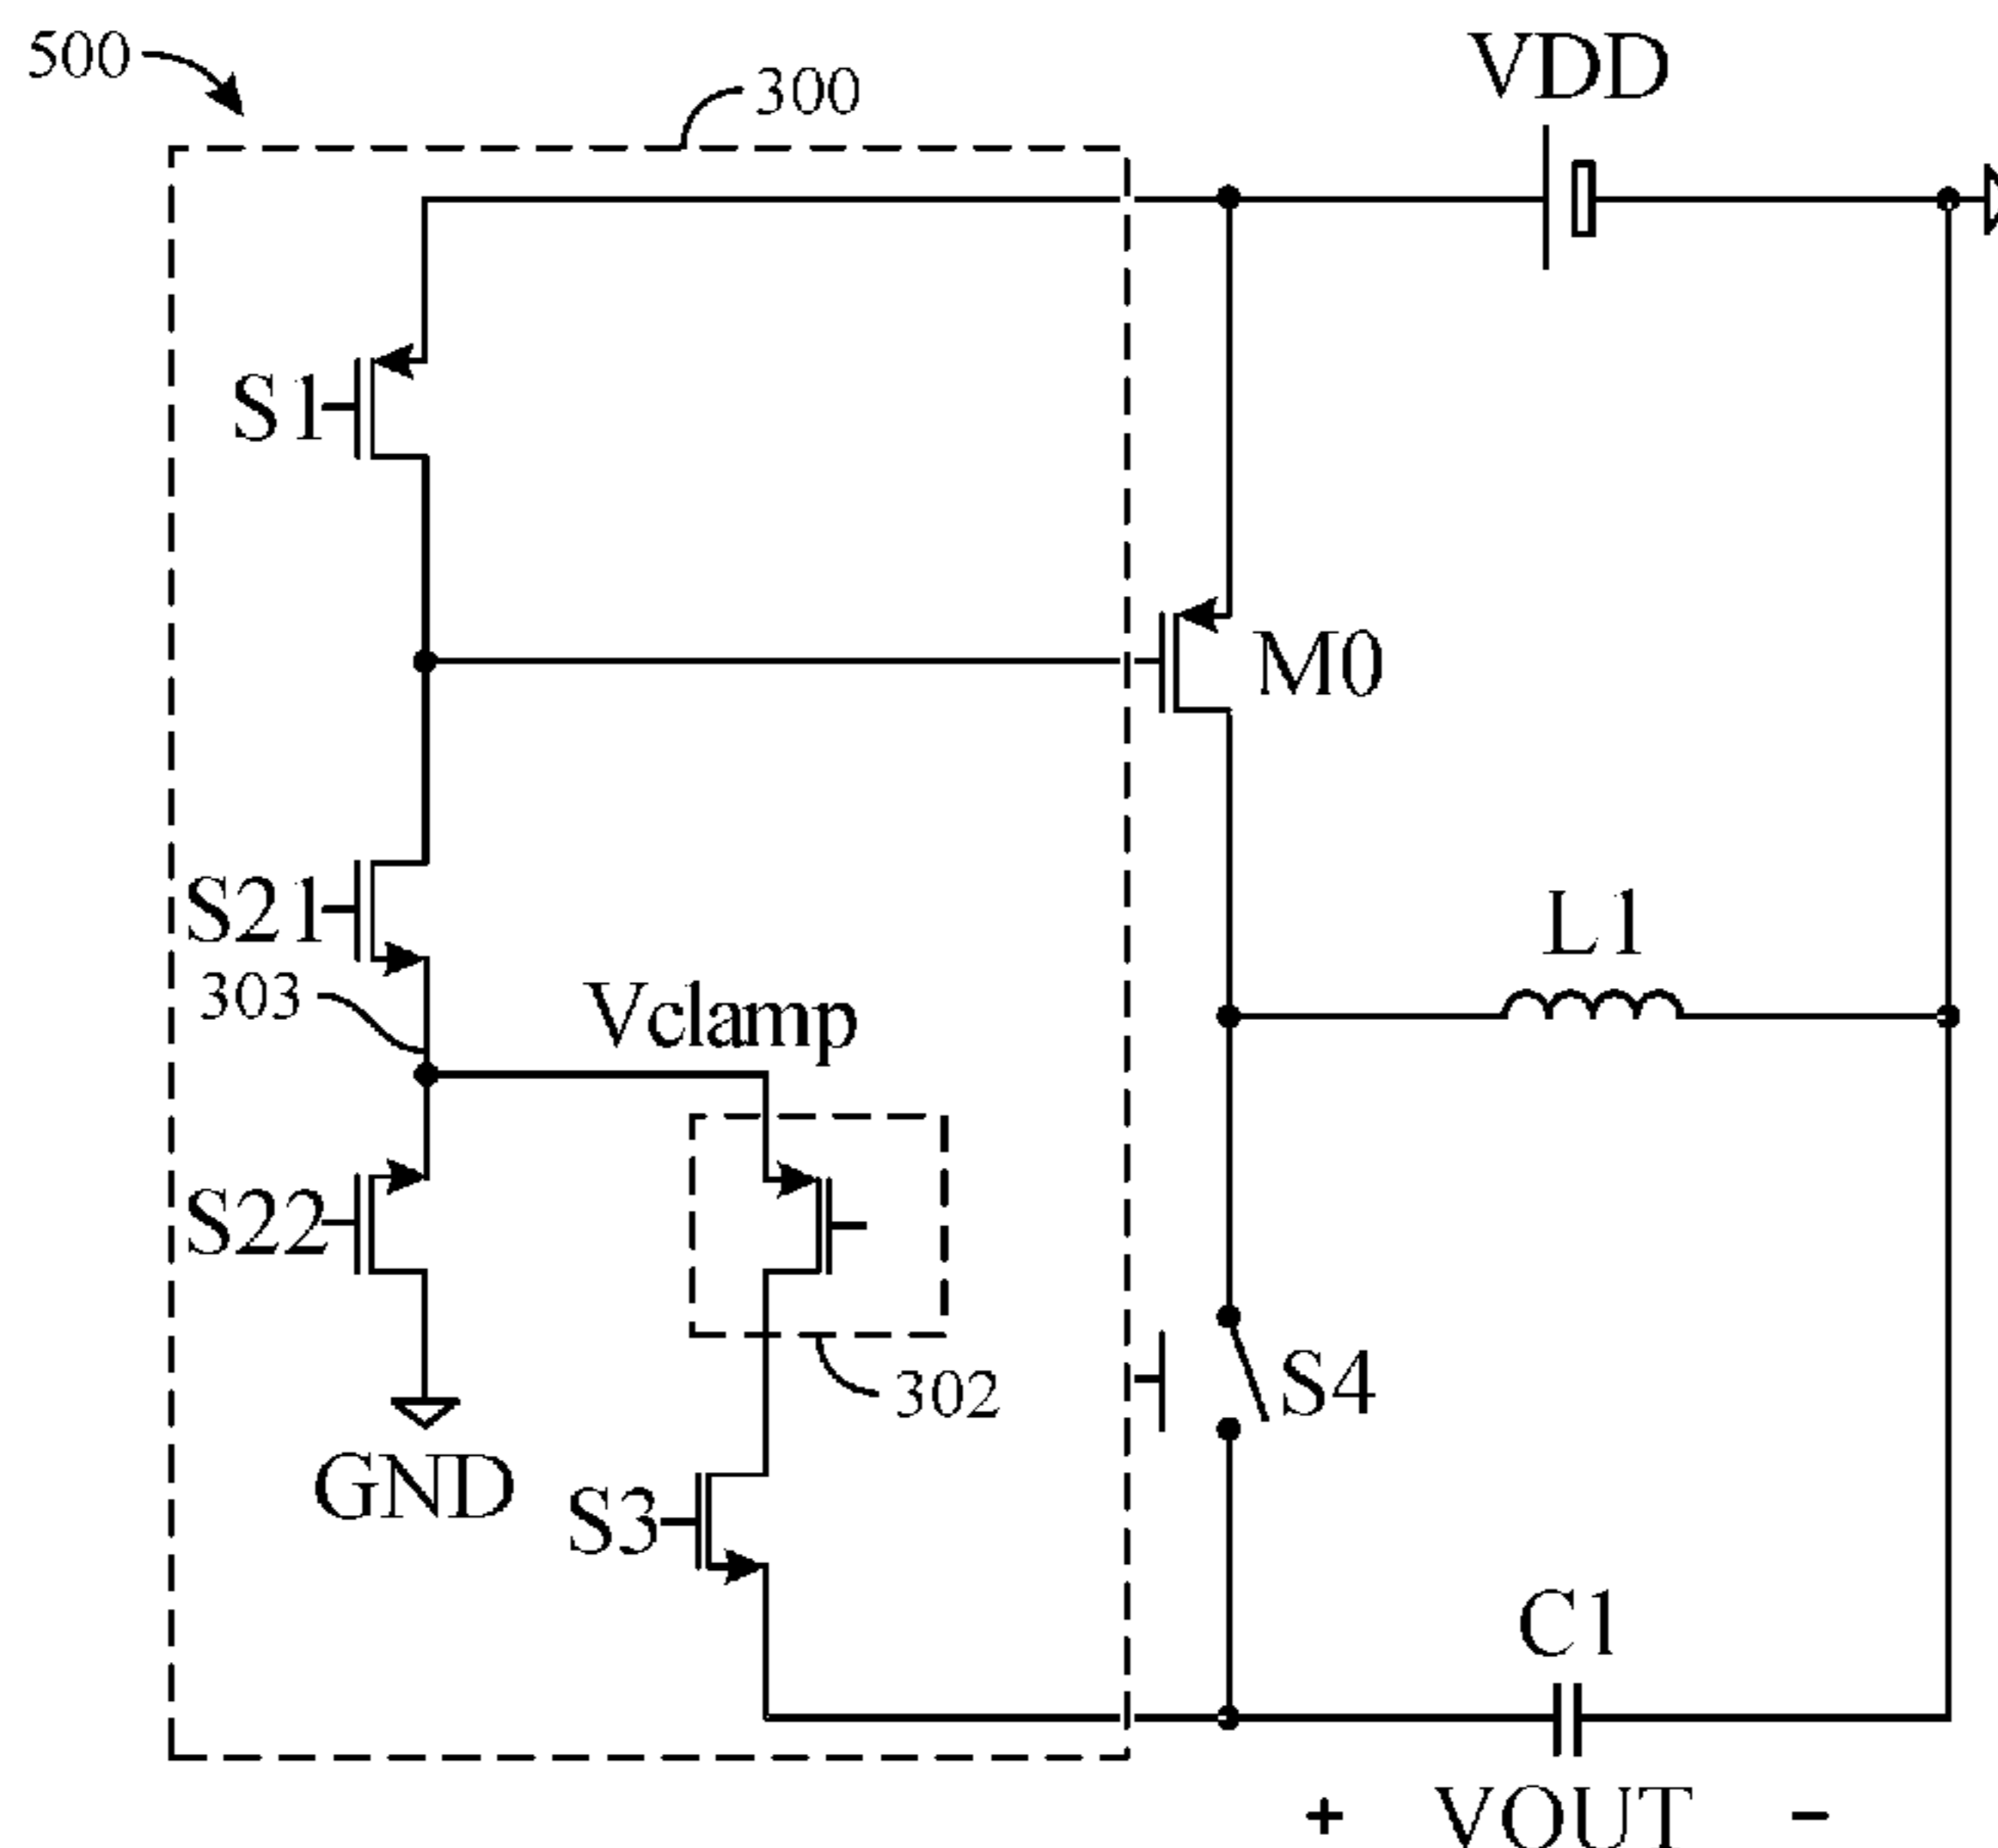 500
300
VDD
S1
M0
S21
303
Vclamp
L1
S22
302
S4
GND
S3
C1
+ VOUT -